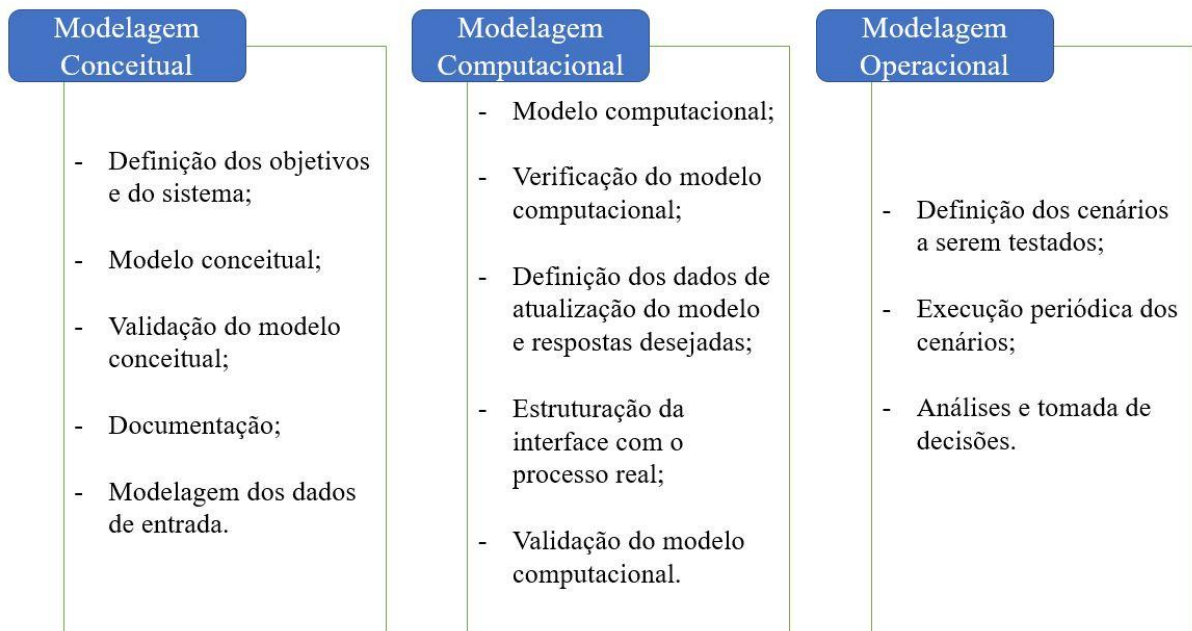 Modelagem
Conceitual
- Definição dos objetivos
e do sistema;
- Modelo conceitual;
- Validação do modelo
conceitual;
- Documentação;
- Modelagem dos dados
de entrada.
Modelagem
Computacional
- Modelo computacional;
- Verificação do modelo
computacional;
- Definição dos dados de
atualização do modelo
e respostas desejadas;
- Estruturação da
interface com o
processo real;
- Validação do modelo
computacional.
Modelagem
Operacional
- Definição dos cenários
a serem testados;
- Execução periódica dos
cenários;
- Análises e tomada de
decisões.